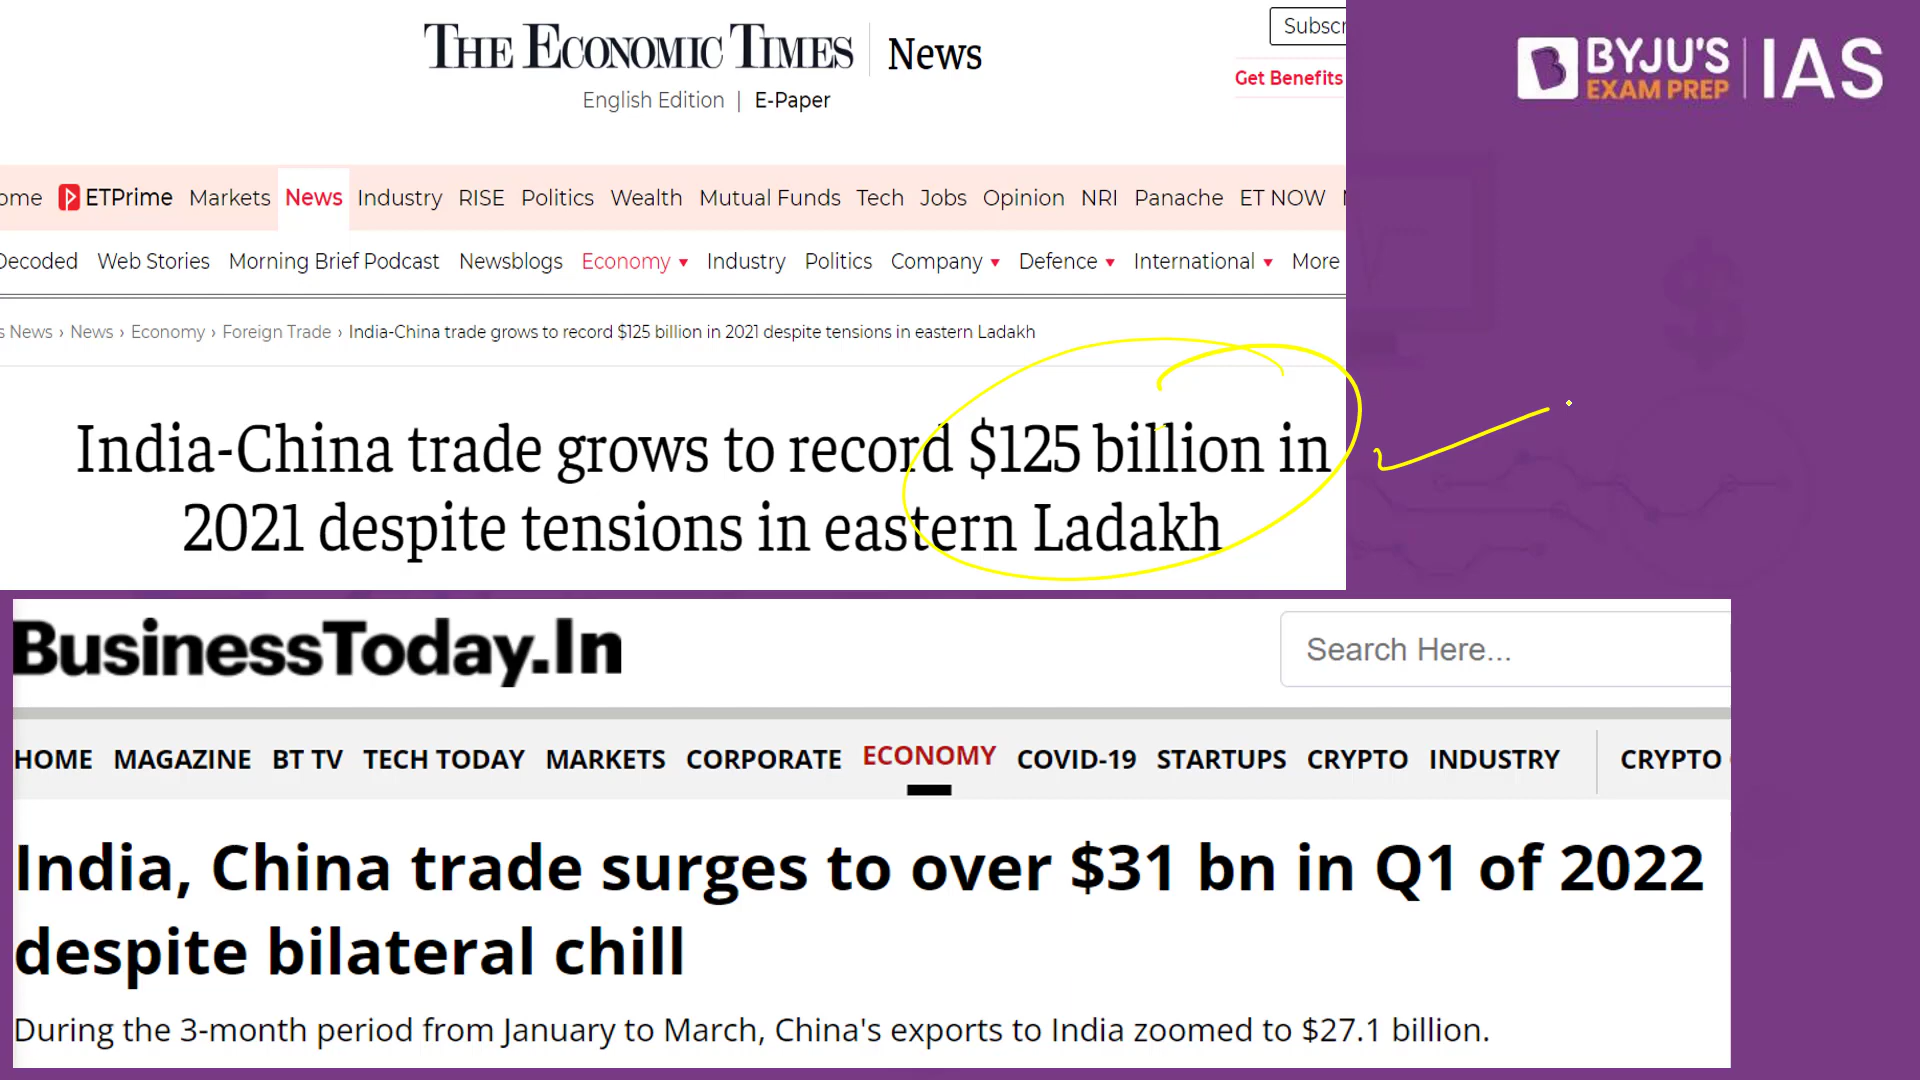 THE ECONOMIC TIMES | News
English Edition | E-Paper
Get Benefits
BYJU'S
EXAM PREP
IAS
ETPrime Markets News Industry RISE Politics Wealth Mutual Funds Tech Jobs Opinion NRI Panache ET NOW
Decoded Web Stories Morning Brief Podcast Newsblogs Economy Industry Politics Company Defence International More
News › News › Economy › Foreign Trade › India-China trade grows to record $125 billion in 2021 despite tensions in eastern Ladakh
India-China trade grows to record $125 billion in
2021 despite tensions in eastern Ladakh
BusinessToday.In
Search Here...
HOME MAGAZINE BT TV TECH TODAY MARKETS CORPORATE ECONOMY COVID-19 STARTUPS CRYPTO INDUSTRY CRYPTO
India, China trade surges to over $31 bn in Q1 of 2022
despite bilateral chill
During the 3-month period from January to March, China's exports to India zoomed to $27.1 billion.